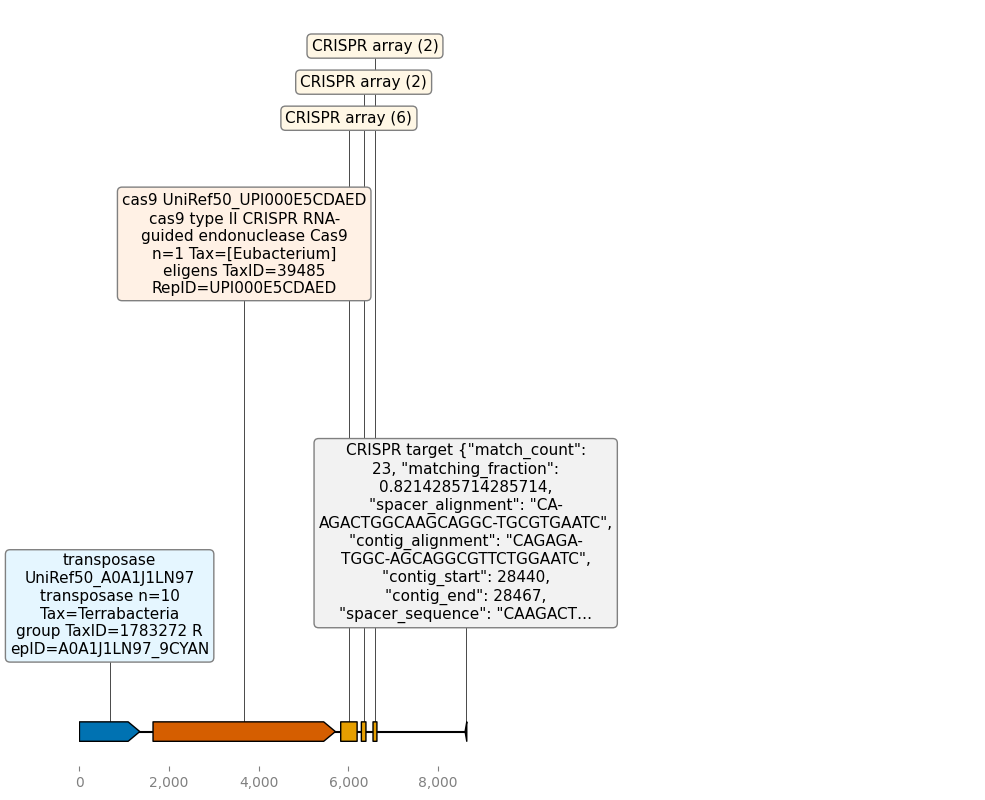 CRISPR array (2)
CRISPR array (2)
CRISPR array (6)
cas9 UniRef50_UPI000E5CDAED
cas9 type II CRISPR RNA-
guided endonuclease Cas9
n=1 Tax=[Eubacterium]
eligens TaxID=39485
RepID=UPI000E5CDAED
CRISPR target {"match_count":
23, "matching_fraction":
0.8214285714285714,
"spacer_alignment": "CA-
AGACTGGCAAGCAGGC-TGCGTGAATC",
"contig_alignment": "CAGAGA-
TGGC-AGCAGGCGTTCTGGAATC",
"contig_start": 28440,
"contig_end": 28467,
"spacer_sequence": "CAAGACT...
transposase
UniRef50_A0A1J1LN97
transposase n=10
Tax=Terrabacteria
group TaxID=1783272 R
epID=A0A1J1LN97_9CYAN
0 2,000 4,000 6,000 8,000